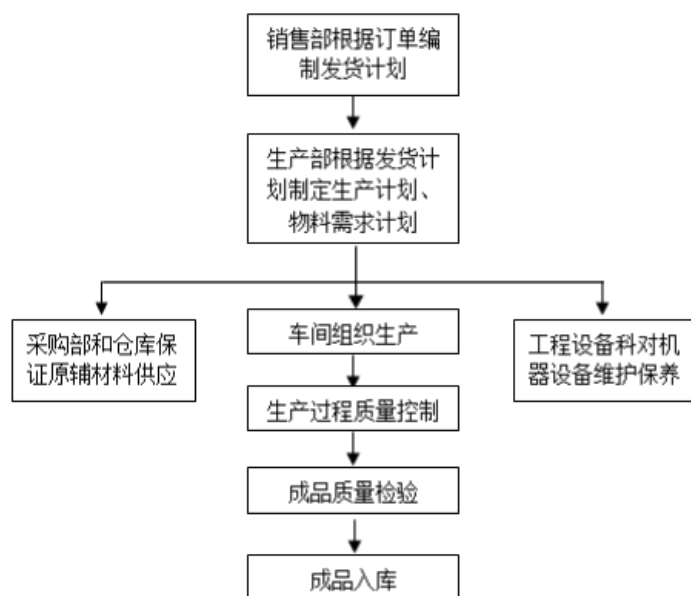 销售部根据订单编
制发货计划
生产部根据发货计
划制定生产计划、
物料需求计划
采购部和仓库保
证原辅材料供应
车间组织生产
工程设备科对机
器设备维护保养
生产过程质量控制
成品质量检验
成品入库